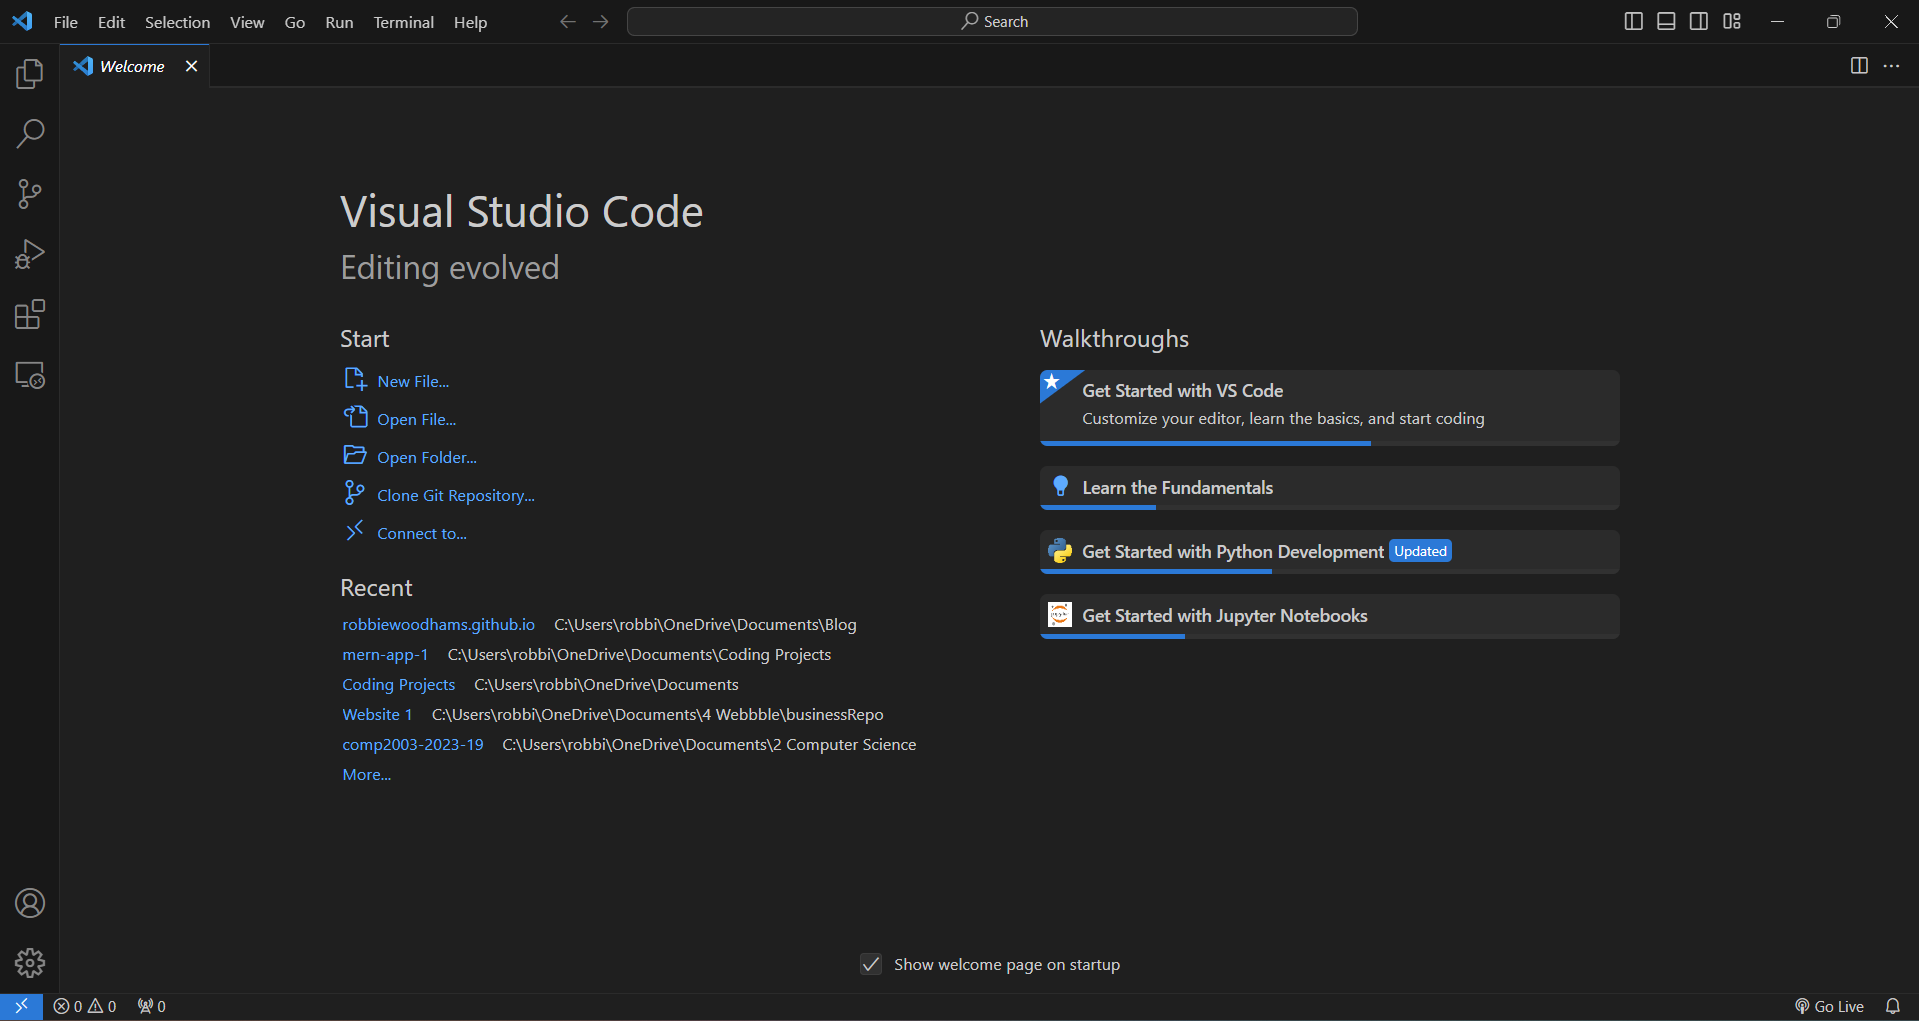 File Edit Selection View Go Run Terminal Help Search
Welcome
Visual Studio Code
Editing evolved
Start
New File...
Open File...
Open Folder...
Clone Git Repository...
Connect to...
Recent
robbiewoodhams.github.io C:\Users\robbi\OneDrive\Documents\Blog
mern-app-1 C:\Users\robbi\OneDrive\Documents\Coding Projects
Coding Projects C:\Users\robbi\OneDrive\Documents
Website 1 C:\Users\robbi\OneDrive\Documents\4 Webbble\businessRepo
comp2003-2023-19 C:\Users\robbi\OneDrive\Documents\2 Computer Science
More...
Walkthroughs
Get Started with VS Code
Customize your editor, learn the basics, and start coding
Learn the Fundamentals
Get Started with Python Development Updated
Get Started with Jupyter Notebooks
Show welcome page on startup
0 0 0 Go Live